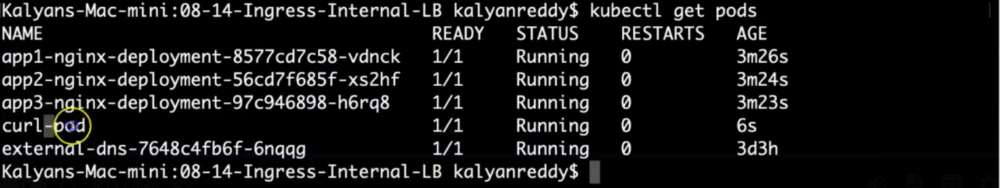 Kalyans-Mac-mini:08-14-Ingress-Internal-LB kalyanreddy$ kubectl get pods
NAME READY STATUS RESTARTS AGE
app1-nginx-deployment-8577cd7c58-vdnck 1/1 Running 0 3m26s
app2-nginx-deployment-56cd7f685f-xs2hf 1/1 Running 0 3m24s
app3-nginx-deployment-97c946898-h6rq8 1/1 Running 0 3m23s
curl-pod 1/1 Running 0 6s
external-dns-7648c4fb6f-6nqqg 1/1 Running 0 3d3h
Kalyans-Mac-mini:08-14-Ingress-Internal-LB kalyanreddy$